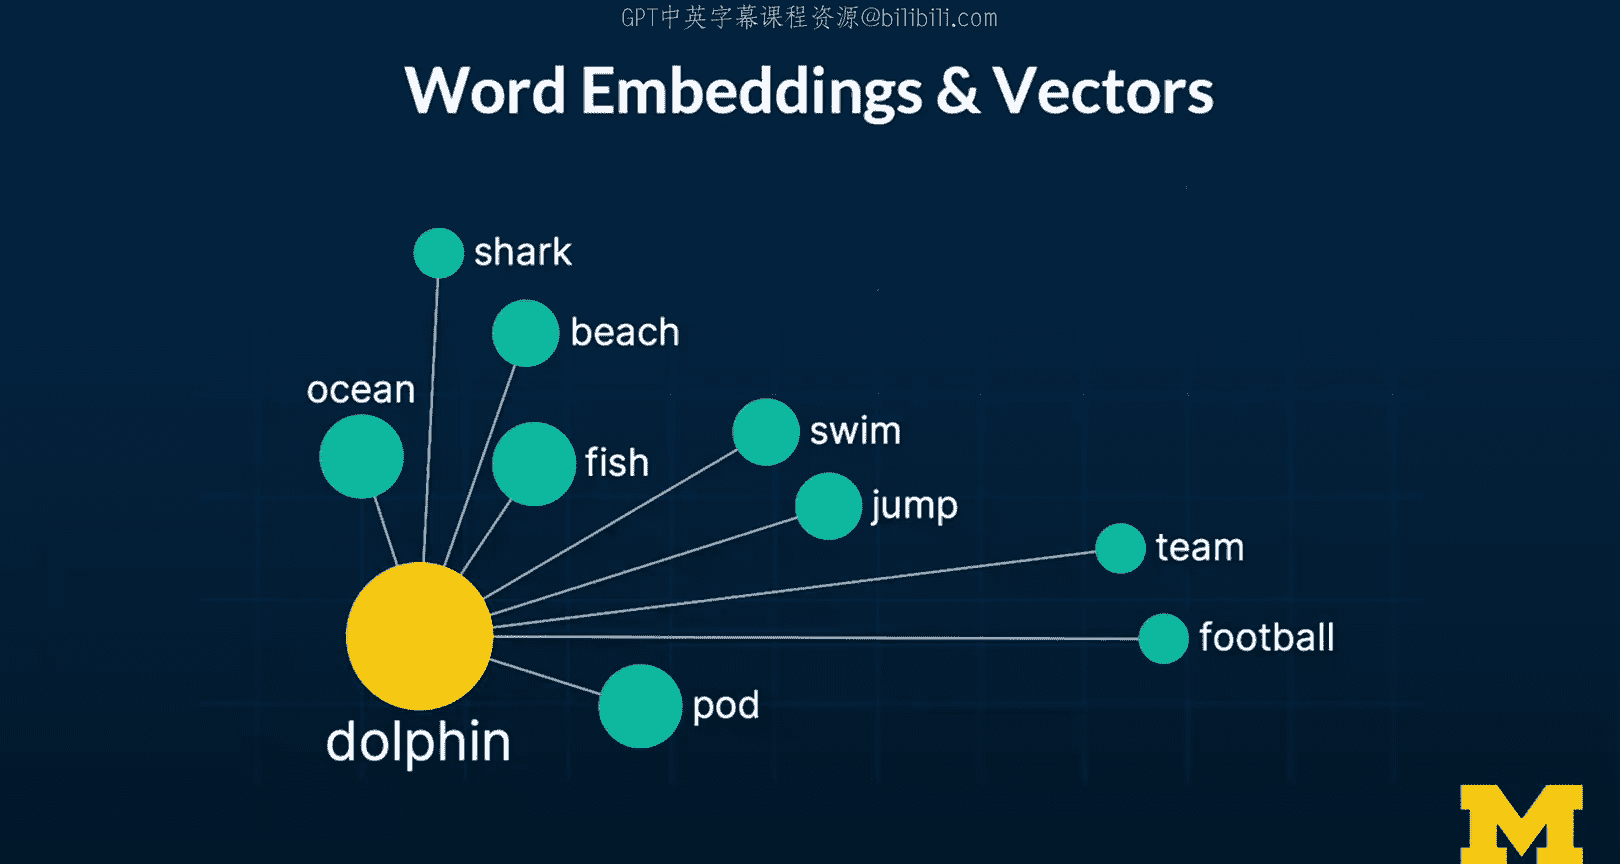 GPT中英字幕课程资源@bilibili.com
Word Embeddings & Vectors
shark
beach
ocean
swim
fish
jump
team
football
pod
dolphin
M